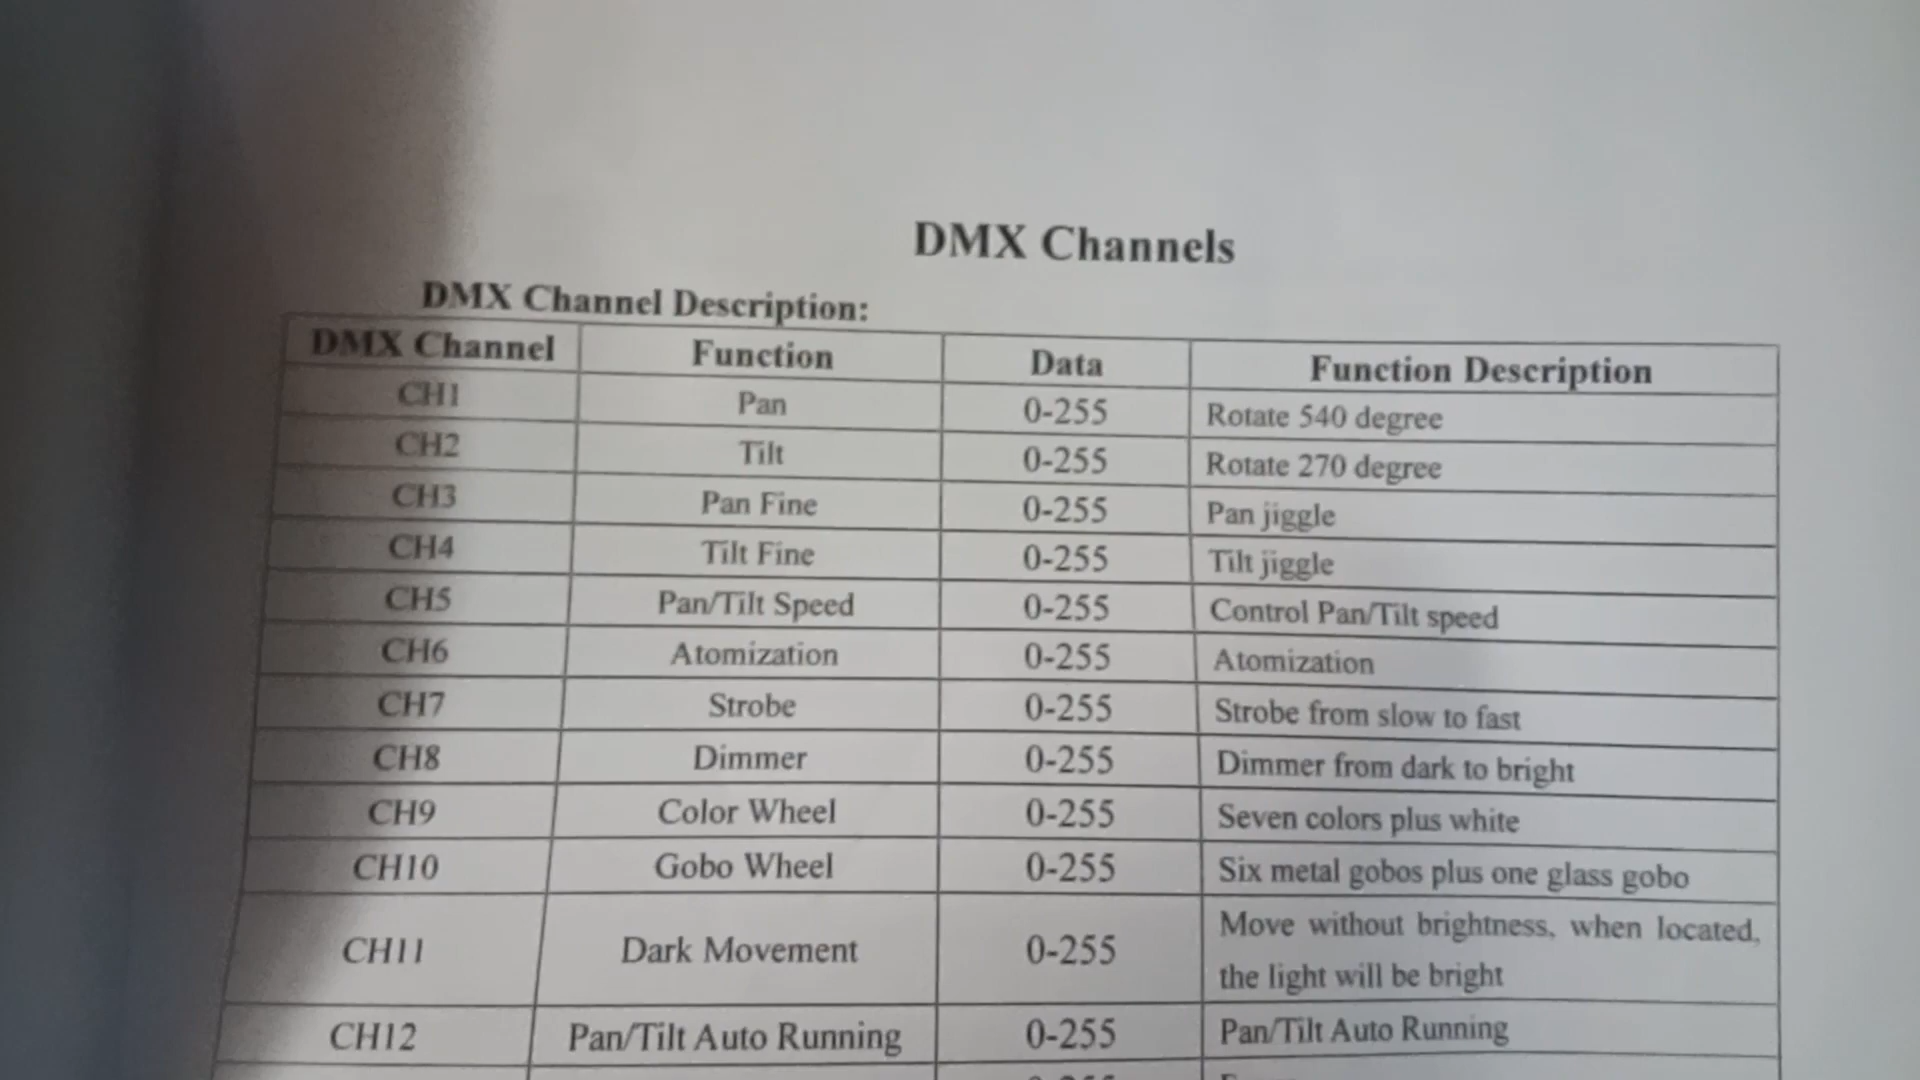 DMX Channels
DMX Channel Description:
DMX Channel Function Data Function Description
CH1 Pan 0-255 Rotate 540 degree
CH2 Tilt 0-255 Rotate 270 degree
CH3 Pan Fine 0-255 Pan jiggle
CH4 Tilt Fine 0-255 Tilt jiggle
CH5 Pan/Tilt Speed 0-255 Control Pan/Tilt speed
CH6 Atomization 0-255 Atomization
CH7 Strobe 0-255 Strobe from slow to fast
CH8 Dimmer 0-255 Dimmer from dark to bright
CH9 Color Wheel 0-255 Seven colors plus white
CH10 Gobo Wheel 0-255 Six metal gobos plus one glass gobo
CH11 Dark Movement 0-255 Move without brightness, when located,
the light will be bright
CH12 Pan/Tilt Auto Running 0-255 Pan/Tilt Auto Running